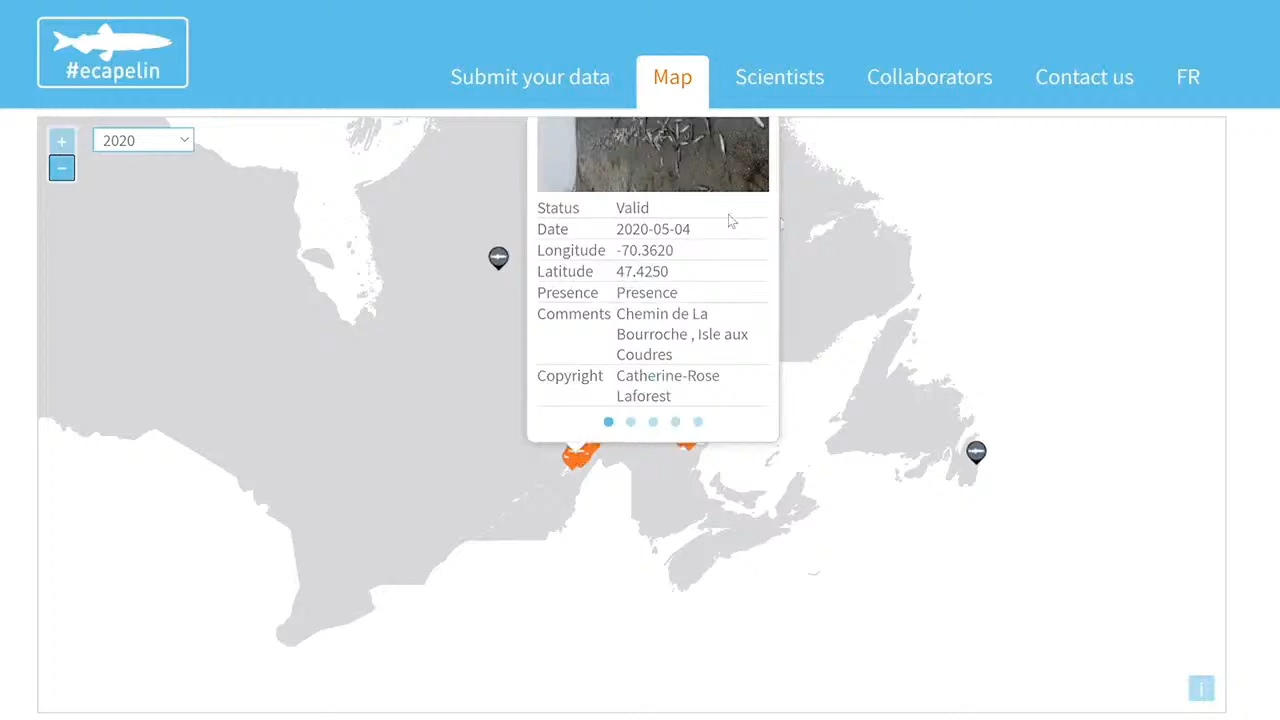 #ecapelin
Submit your data
Map
Scientists
Collaborators
Contact us
FR
+
2020
−
Status Valid
Date 2020-05-04
Longitude -70.3620
Latitude 47.4250
Presence Presence
Comments Chemin de La
Bourroche , Isle aux
Coudres
Copyright Catherine-Rose
Laforest
i